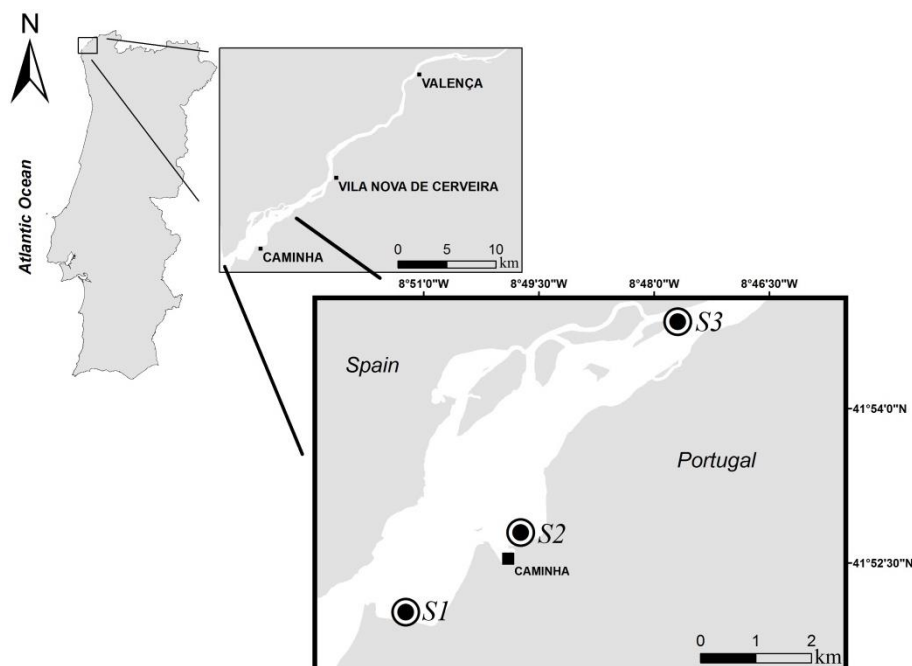 N
Atlantic Ocean
VALENÇA
VILA NOVA DE CERVEIRA
CAMINHA
0 5 10
km
8°51'0"W 8°49'30"W 8°48'0"W 8°46'30"W
S3
Spain
41°54'0"N
Portugal
S2
CAMINHA
41°52'30"N
S1
0 1 2
km